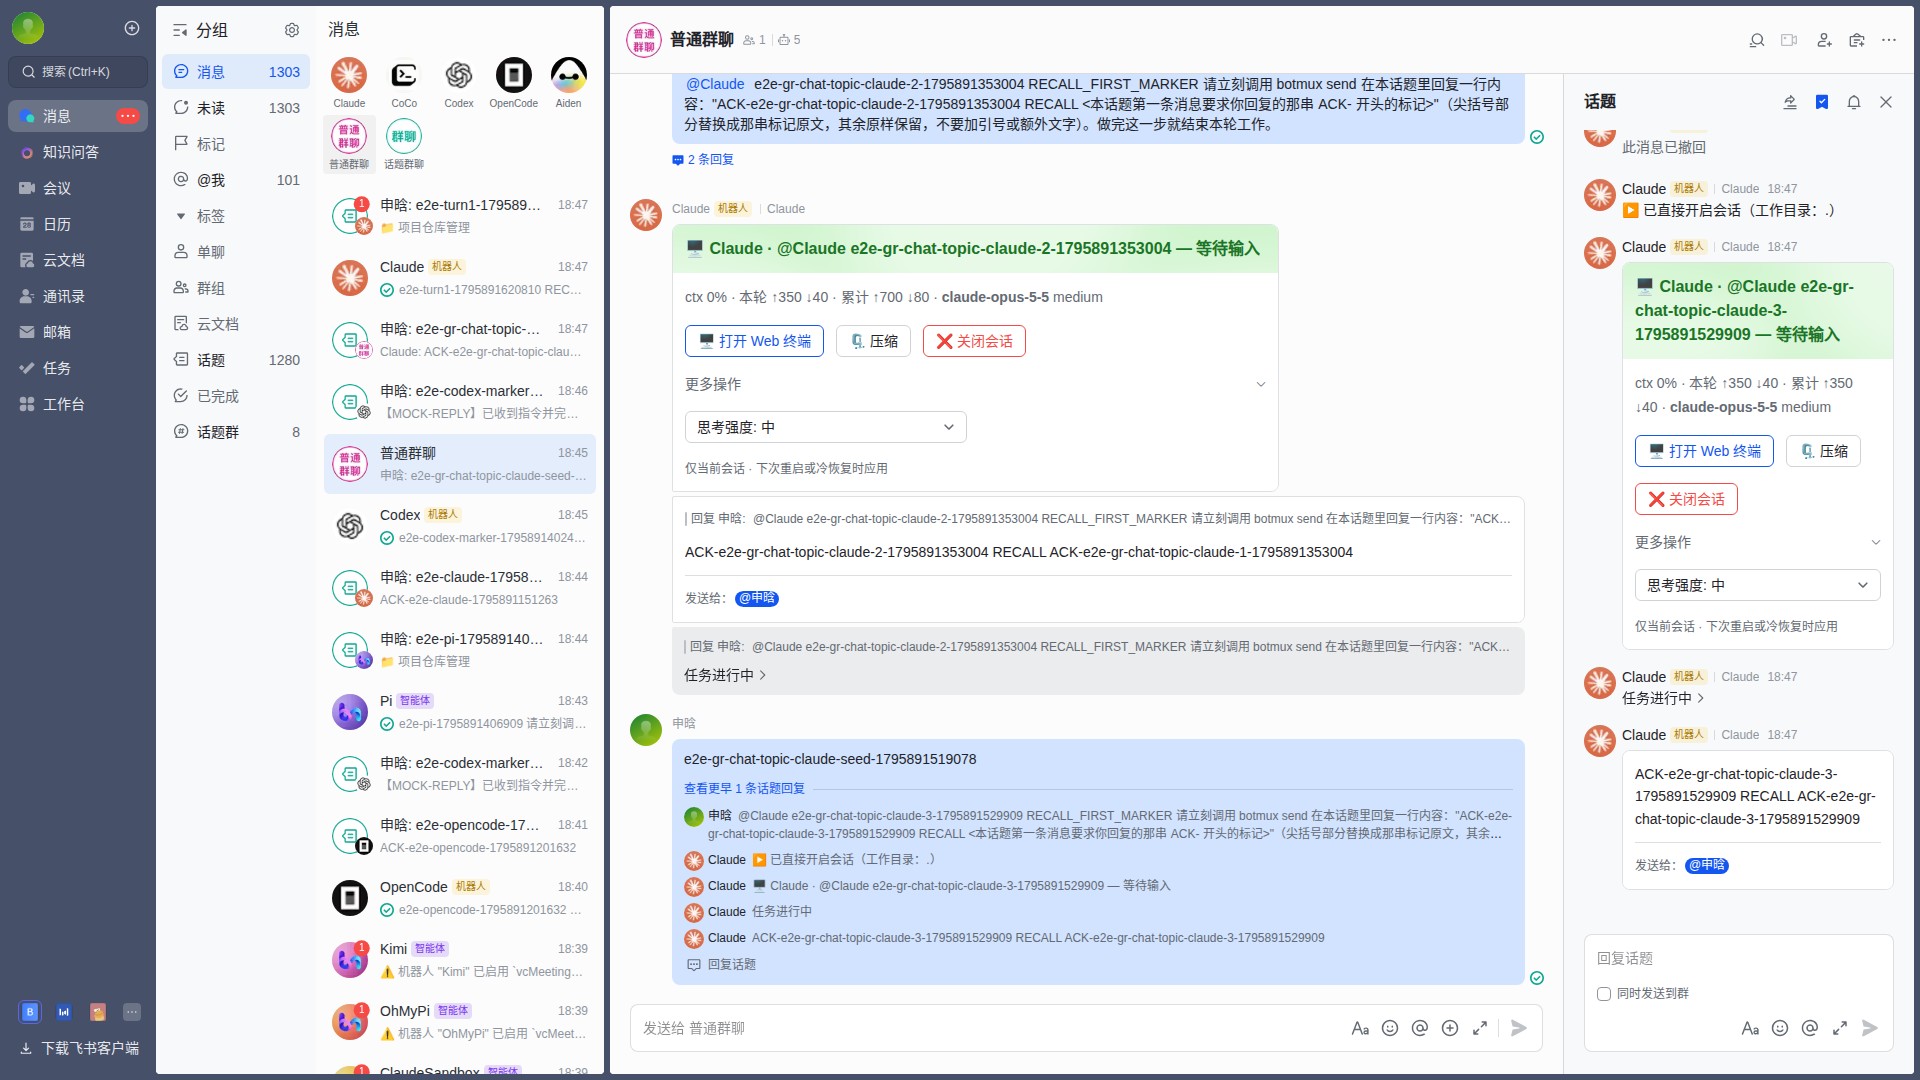 搜索 (Ctrl+K)
消息
知识问答
会议
日历
云文档
通讯录
邮箱
任务
工作台
下载飞书客户端
分组
消息 1303
未读 1303
标记
@我 101
标签
单聊
群组
云文档
话题 1280
已完成
话题群 8
消息
Claude
CoCo
Codex
OpenCode
Aiden
普通群聊
话题群聊
申晗: e2e-turn1-179589… 18:47
📁 项目仓库管理
Claude 机器人 18:47
e2e-turn1-1795891620810 REC…
申晗: e2e-gr-chat-topic-… 18:47
Claude: ACK-e2e-gr-chat-topic-clau…
申晗: e2e-codex-marker… 18:46
【MOCK-REPLY】已收到指令并完…
普通群聊 18:45
申晗: e2e-gr-chat-topic-claude-seed-…
Codex 机器人 18:45
e2e-codex-marker-17958914024…
申晗: e2e-claude-17958… 18:44
ACK-e2e-claude-1795891151263
申晗: e2e-pi-179589140… 18:44
📁 项目仓库管理
Pi 智能体 18:43
e2e-pi-1795891406909 请立刻调…
申晗: e2e-codex-marker… 18:42
【MOCK-REPLY】已收到指令并完…
申晗: e2e-opencode-17… 18:41
ACK-e2e-opencode-1795891201632
OpenCode 机器人 18:40
e2e-opencode-1795891201632 …
Kimi 智能体 18:39
⚠️ 机器人 "Kimi" 已启用 `vcMeeting…
OhMyPi 智能体 18:39
⚠️ 机器人 "OhMyPi" 已启用 `vcMeet…
ClaudeSandbox 智能体 18:39
普通群聊 1 5
@Claude e2e-gr-chat-topic-claude-2-1795891353004 RECALL_FIRST_MARKER 请立刻调用 botmux send 在本话题里回复一行内
容："ACK-e2e-gr-chat-topic-claude-2-1795891353004 RECALL <本话题第一条消息要求你回复的那串 ACK- 开头的标记>"（尖括号部
分替换成那串标记原文，其余原样保留，不要加引号或额外文字）。做完这一步就结束本轮工作。
2 条回复
Claude 机器人 Claude
🖥️ Claude · @Claude e2e-gr-chat-topic-claude-2-1795891353004 — 等待输入
ctx 0% · 本轮 ↑350 ↓40 · 累计 ↑700 ↓80 · claude-opus-5-5 medium
🖥️ 打开 Web 终端
🗜️ 压缩
❌ 关闭会话
更多操作
思考强度: 中
仅当前会话 · 下次重启或冷恢复时应用
回复 申晗: @Claude e2e-gr-chat-topic-claude-2-1795891353004 RECALL_FIRST_MARKER 请立刻调用 botmux send 在本话题里回复一行内容："ACK…
ACK-e2e-gr-chat-topic-claude-2-1795891353004 RECALL ACK-e2e-gr-chat-topic-claude-1-1795891353004
发送给： @申晗
回复 申晗: @Claude e2e-gr-chat-topic-claude-2-1795891353004 RECALL_FIRST_MARKER 请立刻调用 botmux send 在本话题里回复一行内容："ACK…
任务进行中
申晗
e2e-gr-chat-topic-claude-seed-1795891519078
查看更早 1 条话题回复
申晗 @Claude e2e-gr-chat-topic-claude-3-1795891529909 RECALL_FIRST_MARKER 请立刻调用 botmux send 在本话题里回复一行内容："ACK-e2e-
gr-chat-topic-claude-3-1795891529909 RECALL <本话题第一条消息要求你回复的那串 ACK- 开头的标记>"（尖括号部分替换成那串标记原文，其余…
Claude ▶️ 已直接开启会话（工作目录：.）
Claude 🖥️ Claude · @Claude e2e-gr-chat-topic-claude-3-1795891529909 — 等待输入
Claude 任务进行中
Claude ACK-e2e-gr-chat-topic-claude-3-1795891529909 RECALL ACK-e2e-gr-chat-topic-claude-3-1795891529909
回复话题
发送给 普通群聊
话题
此消息已撤回
Claude 机器人 Claude 18:47
▶️ 已直接开启会话（工作目录：.）
Claude 机器人 Claude 18:47
🖥️ Claude · @Claude e2e-gr-
chat-topic-claude-3-
1795891529909 — 等待输入
ctx 0% · 本轮 ↑350 ↓40 · 累计 ↑350
↓40 · claude-opus-5-5 medium
🖥️ 打开 Web 终端
🗜️ 压缩
❌ 关闭会话
更多操作
思考强度: 中
仅当前会话 · 下次重启或冷恢复时应用
Claude 机器人 Claude 18:47
任务进行中
Claude 机器人 Claude 18:47
ACK-e2e-gr-chat-topic-claude-3-
1795891529909 RECALL ACK-e2e-gr-
chat-topic-claude-3-1795891529909
发送给： @申晗
回复话题
同时发送到群